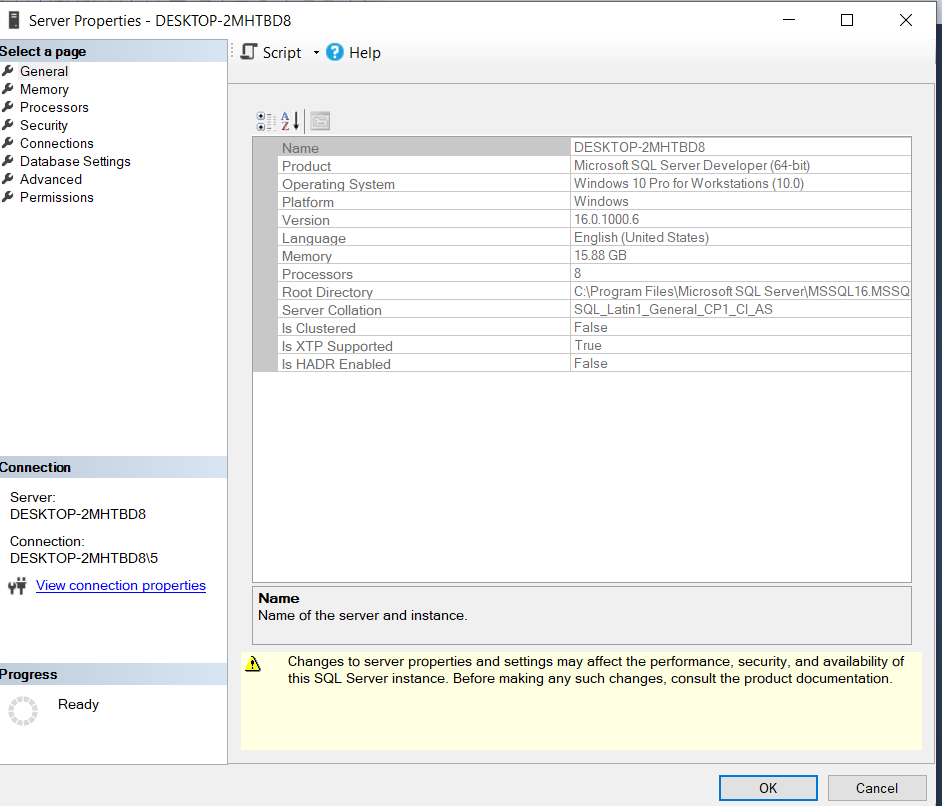 Server Properties - DESKTOP-2MHTBD8
Select a page
General
Memory
Processors
Security
Connections
Database Settings
Advanced
Permissions
Connection
Server:
DESKTOP-2MHTBD8
Connection:
DESKTOP-2MHTBD8\5
View connection properties
Progress
Ready
Script
Help
Name DESKTOP-2MHTBD8
Product Microsoft SQL Server Developer (64-bit)
Operating System Windows 10 Pro for Workstations (10.0)
Platform Windows
Version 16.0.1000.6
Language English (United States)
Memory 15.88 GB
Processors 8
Root Directory C:\Program Files\Microsoft SQL Server\MSSQL16.MSSQ
Server Collation SQL_Latin1_General_CP1_CI_AS
Is Clustered False
Is XTP Supported True
Is HADR Enabled False
Name
Name of the server and instance.
Changes to server properties and settings may affect the performance, security, and availability of
this SQL Server instance. Before making any such changes, consult the product documentation.
OK Cancel